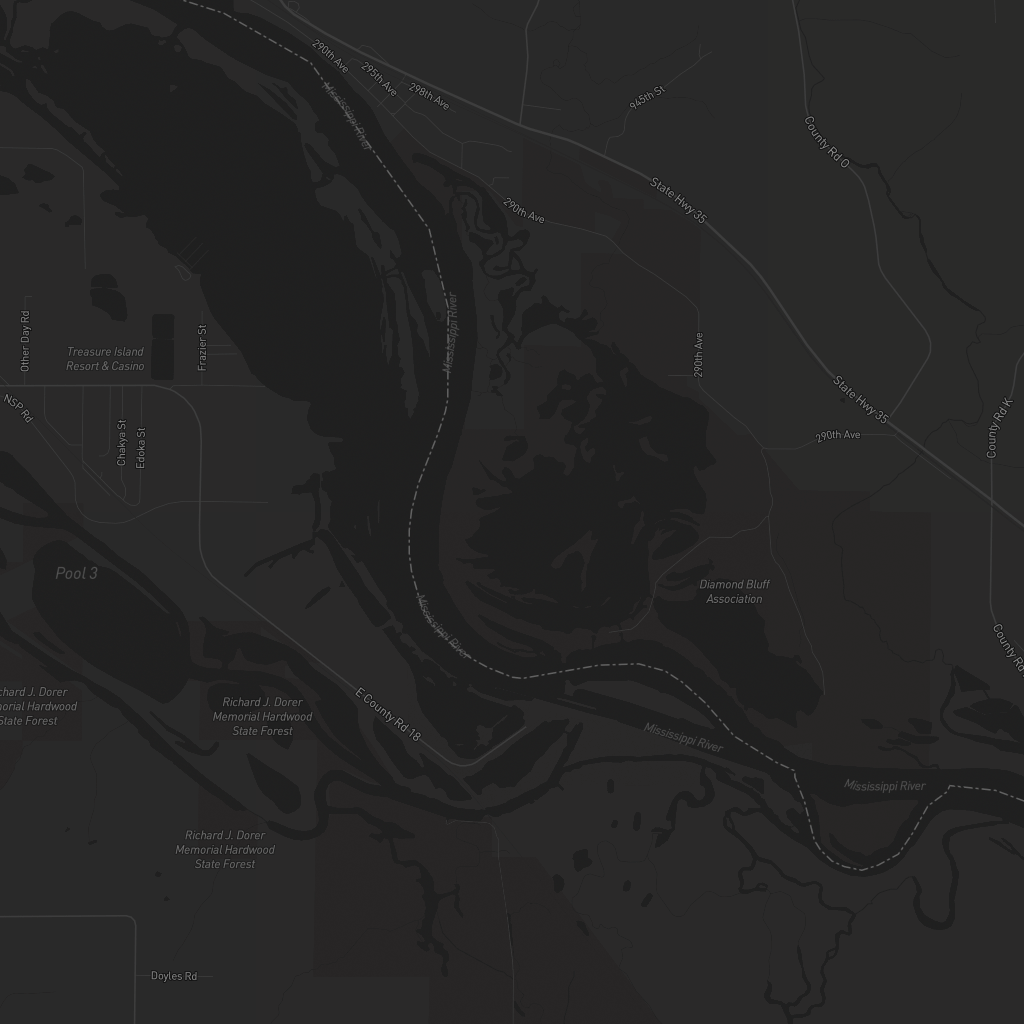 290th Ave
295th Ave
298th Ave
Mississippi River
945th St
County Rd O
State Hwy 35
290th Ave
Mississippi River
Other Day Rd
Treasure Island
Resort & Casino
Frazier St
290th Ave
State Hwy 35
NSP Rd
Chakya St
Edoka St
290th Ave
County Rd K
Pool 3
Diamond Bluff
Association
Mississippi River
County Rd
chard J. Dorer
morial Hardwood
State Forest
Richard J. Dorer
Memorial Hardwood
State Forest
E County Rd 18
Mississippi River
Mississippi River
Richard J. Dorer
Memorial Hardwood
State Forest
Doyles Rd